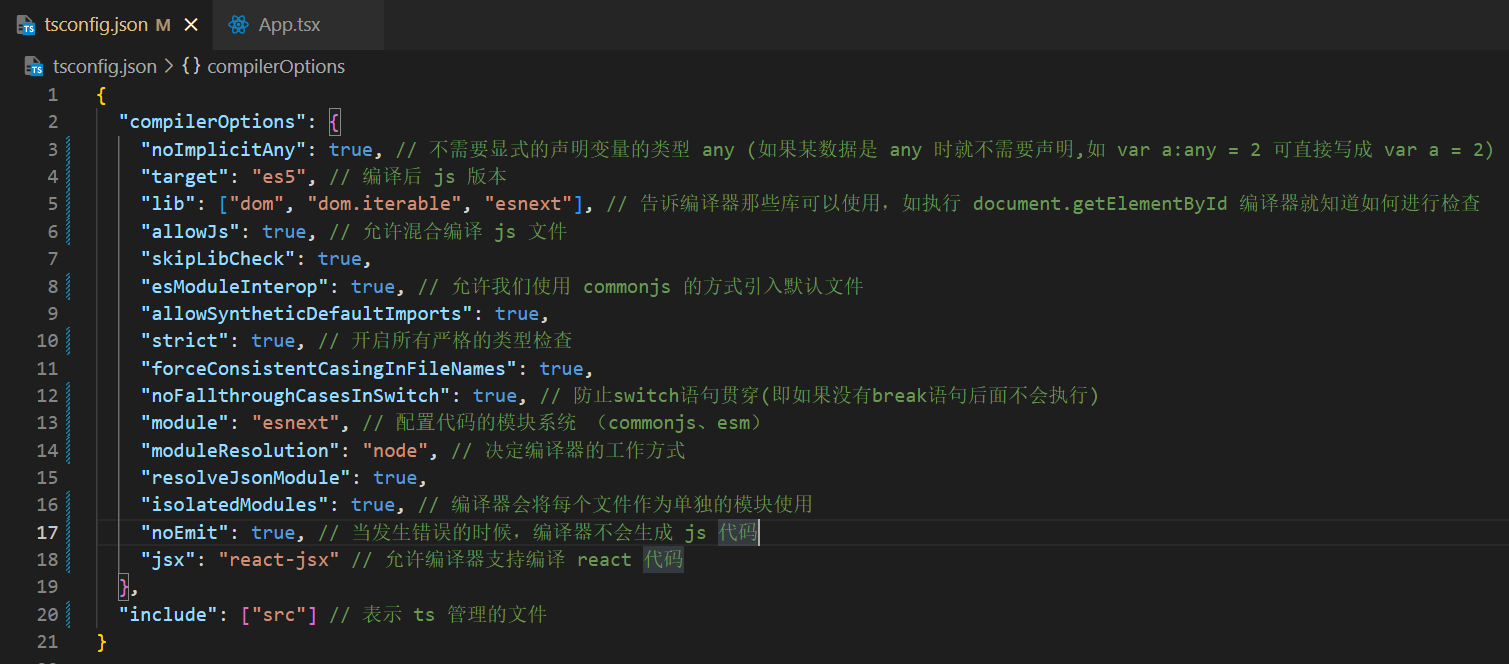 tsconfig.json M × App.tsx
tsconfig.json > {} compilerOptions
1 {
2 "compilerOptions": {
3 "noImplicitAny": true, // 不需要显式的声明变量的类型 any (如果某数据是 any 时就不需要声明,如 var a:any = 2 可直接写成 var a = 2)
4 "target": "es5", // 编译后 js 版本
5 "lib": ["dom", "dom.iterable", "esnext"], // 告诉编译器那些库可以使用，如执行 document.getElementById 编译器就知道如何进行检查
6 "allowJs": true, // 允许混合编译 js 文件
7 "skipLibCheck": true,
8 "esModuleInterop": true, // 允许我们使用 commonjs 的方式引入默认文件
9 "allowSyntheticDefaultImports": true,
10 "strict": true, // 开启所有严格的类型检查
11 "forceConsistentCasingInFileNames": true,
12 "noFallthroughCasesInSwitch": true, // 防止switch语句贯穿(即如果没有break语句后面不会执行)
13 "module": "esnext", // 配置代码的模块系统 （commonjs、esm）
14 "moduleResolution": "node", // 决定编译器的工作方式
15 "resolveJsonModule": true,
16 "isolatedModules": true, // 编译器会将每个文件作为单独的模块使用
17 "noEmit": true, // 当发生错误的时候，编译器不会生成 js 代码
18 "jsx": "react-jsx" // 允许编译器支持编译 react 代码
19 },
20 "include": ["src"] // 表示 ts 管理的文件
21 }